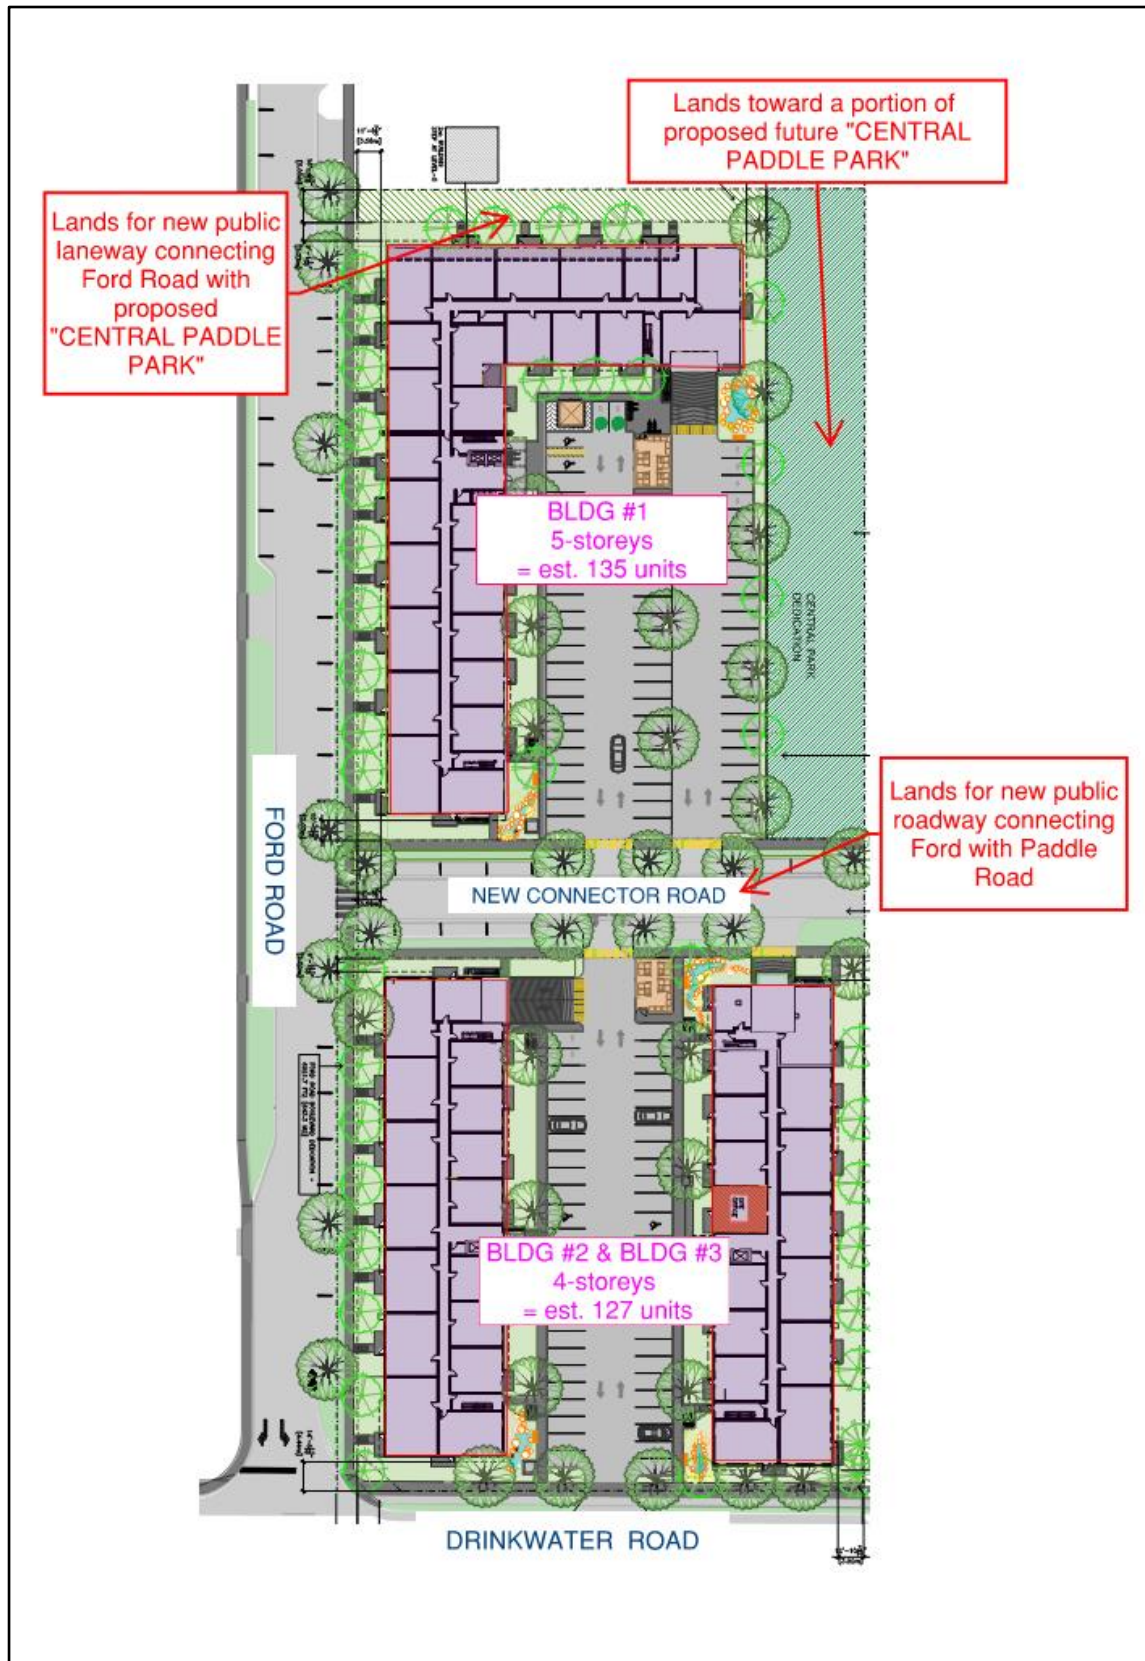 Lands toward a portion of
proposed future "CENTRAL
PADDLE PARK"
Lands for new public
laneway connecting
Ford Road with
proposed
"CENTRAL PADDLE
PARK"
BLDG #1
5-storeys
= est. 135 units
CENTRAL PARK
DEDICATION
Lands for new public
roadway connecting
Ford with Paddle
Road
FORD ROAD
NEW CONNECTOR ROAD
BLDG #2 & BLDG #3
4-storeys
= est. 127 units
DRINKWATER ROAD